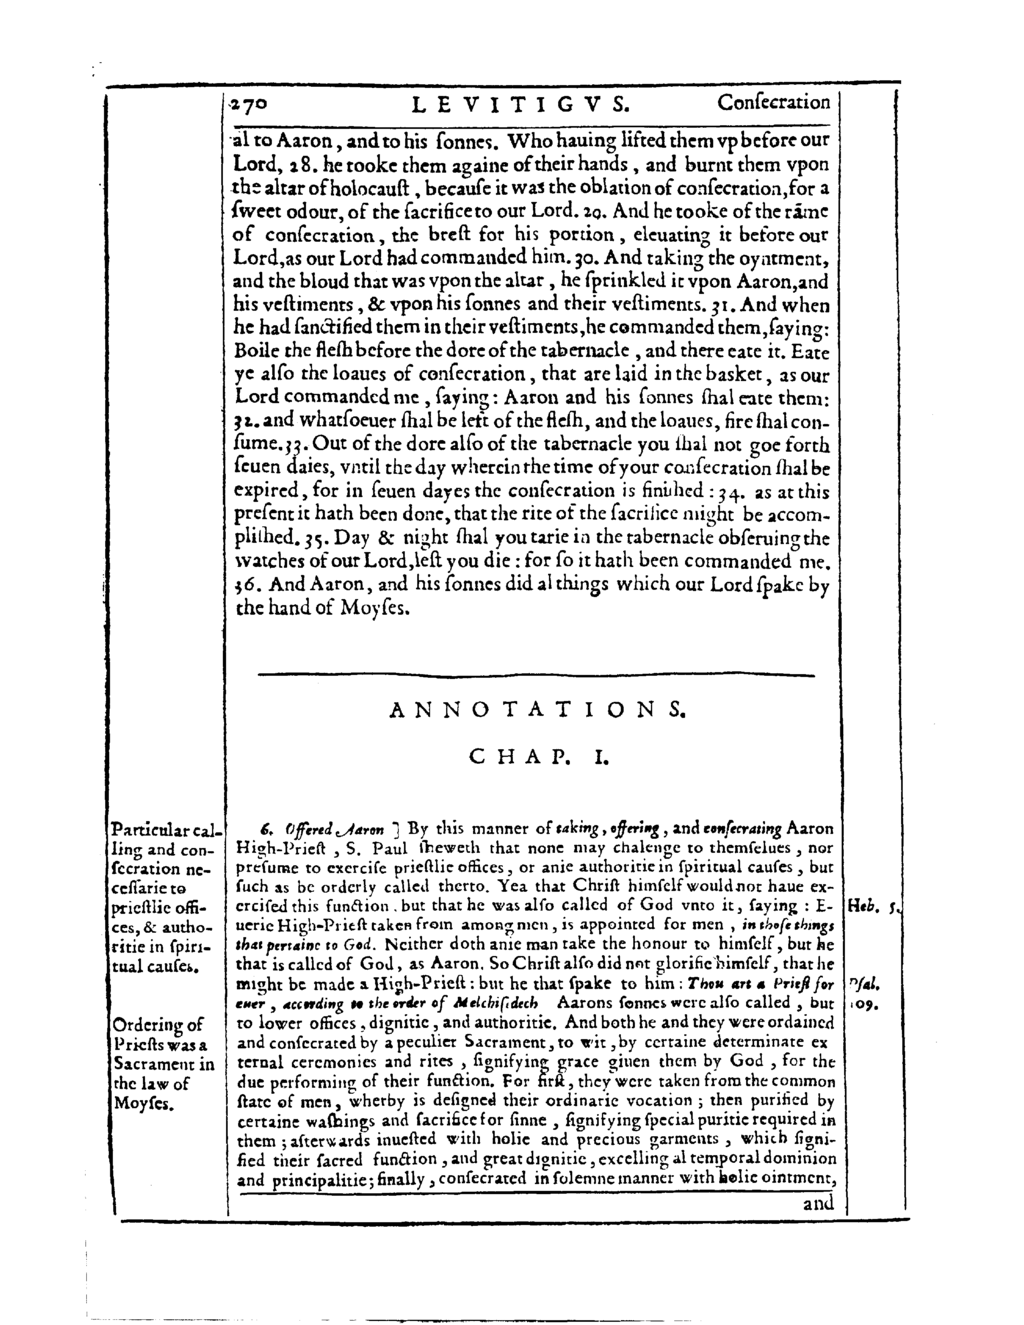 270 LEVITIGVS. Conſecration
al to Aaron, and to his ſonnes. Who hauing lifted them vp before our
Lord, 28. he tooke them againe of their hands, and burnt them vpon
the altar of holocauſt, becauſe it was the oblation of conſecration, for a
ſweet odour, of the ſacrifice to our Lord. 29. And he tooke of the rãme
of conſecration, the breſt for his portion, eleuating it before our
Lord, as our Lord had commanded him. 30. And taking the oyntment,
and the bloud that was vpon the altar, he ſprinkled it vpon Aaron, and
his veſtiments, & vpon his ſonnes and their veſtiments. 31. And when
he had ſanctified them in their veſtiments, he commanded them, ſaying:
Boile the fleſh before the dore of the tabernacle, and there eate it. Eate
ye alſo the loaues of conſecration, that are laid in the basket, as our
Lord commanded me, ſaying: Aaron and his ſonnes ſhal eate them:
32. and whatſoeuer ſhal be left of the fleſh, and the loaues, fire ſhal con-
ſume. 33. Out of the dore alſo of the tabernacle you ſhal not goe forth
ſeuen daies, vntil the day wherein the time of your conſecration ſhal be
expired, for in ſeuen dayes the conſecration is finiſhed: 34. as at this
preſent it hath been done, that the rite of the ſacrifice might be accom-
pliſhed. 35. Day & night ſhal you tarie in the tabernacle obſeruing the
watches of our Lord, leſt you die: for ſo it hath been commanded me.
36. And Aaron, and his ſonnes did al things which our Lord ſpake by
the hand of Moyſes.
ANNOTATIONS.
CHAP. I.
Particular cal-
ling and con-
ſecration ne-
ceſſarie to
prieſtlie offi-
ces, & autho-
ritie in ſpiri-
tual cauſes.
Ordering of
Prieſts was a
Sacrament in
the law of
Moyſes.
6. Offered Aaron ] By this manner of taking, offering, and conſecrating Aaron
High-Prieſt, S. Paul ſheweth that none may chalenge to themſelues, nor
preſume to exerciſe prieſtlie offices, or anie authoritie in ſpiritual cauſes, but
ſuch as be orderly called therto. Yea that Chriſt himſelf would not haue ex-
erciſed this function. but that he was alſo called of God vnto it, ſaying: E-
uerie High-Prieſt taken from among men, is appointed for men, in thoſe things
that pertaine to God. Neither doth anie man take the honour to himſelf, but he
that is called of God, as Aaron. So Chriſt alſo did not glorifie himſelf, that he
might be made a High-Prieſt: but he that ſpake to him: Thou art a Prieſt for
euer, according to the order of Melchiſidech Aarons ſonnes were alſo called, but
to lower offices, dignitie, and authoritie. And both he and they were ordained
and conſecrated by a peculier Sacrament, to wit, by certaine determinate ex
ternal ceremonies and rites, ſignifying grace giuen them by God, for the
due performing of their function. For firſt, they were taken from the common
ſtate of men, wherby is deſigned their ordinarie vocation; then purified by
certaine waſhings and ſacrifice for ſinne, ſignifying ſpecial puritie required in
them; afterwards inueſted with holie and precious garments, which ſigni-
fied their ſacred function, and great dignitie, excelling al temporal dominion
and principalitie; finally, conſecrated in ſolemne manner with holie ointment,
and
Heb. 5.
Pſal.
109.